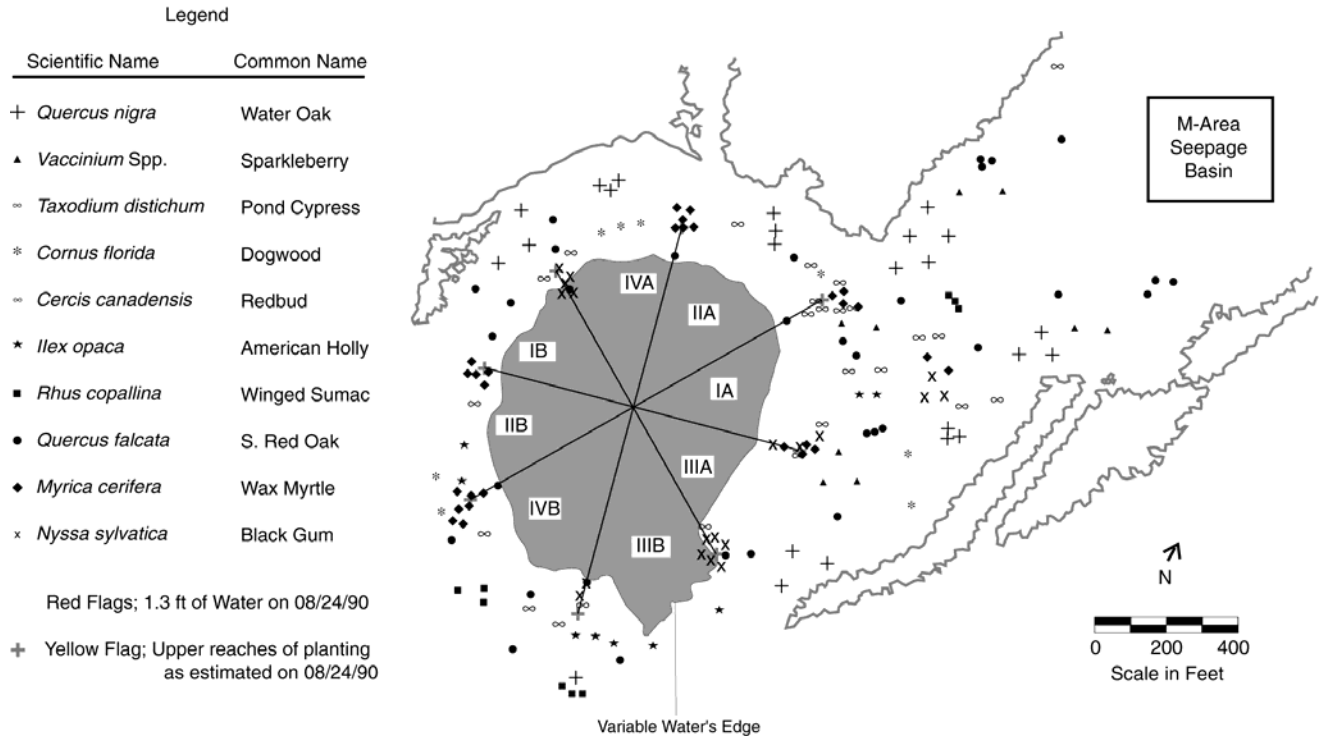 Legend
Scientific Name Common Name
Quercus nigra Water Oak
Vaccinium Spp. Sparkleberry
Taxodium distichum Pond Cypress
Cornus florida Dogwood
Cercis canadensis Redbud
Ilex opaca American Holly
Rhus copallina Winged Sumac
Quercus falcata S. Red Oak
Myrica cerifera Wax Myrtle
Nyssa sylvatica Black Gum
Red Flags; 1.3 ft of Water on 08/24/90
Yellow Flag; Upper reaches of planting
as estimated on 08/24/90
M-Area
Seepage
Basin
IVA
IIA
IB
IA
IIB
IIIA
IVB
IIIB
N
0 200 400
Scale in Feet
Variable Water's Edge